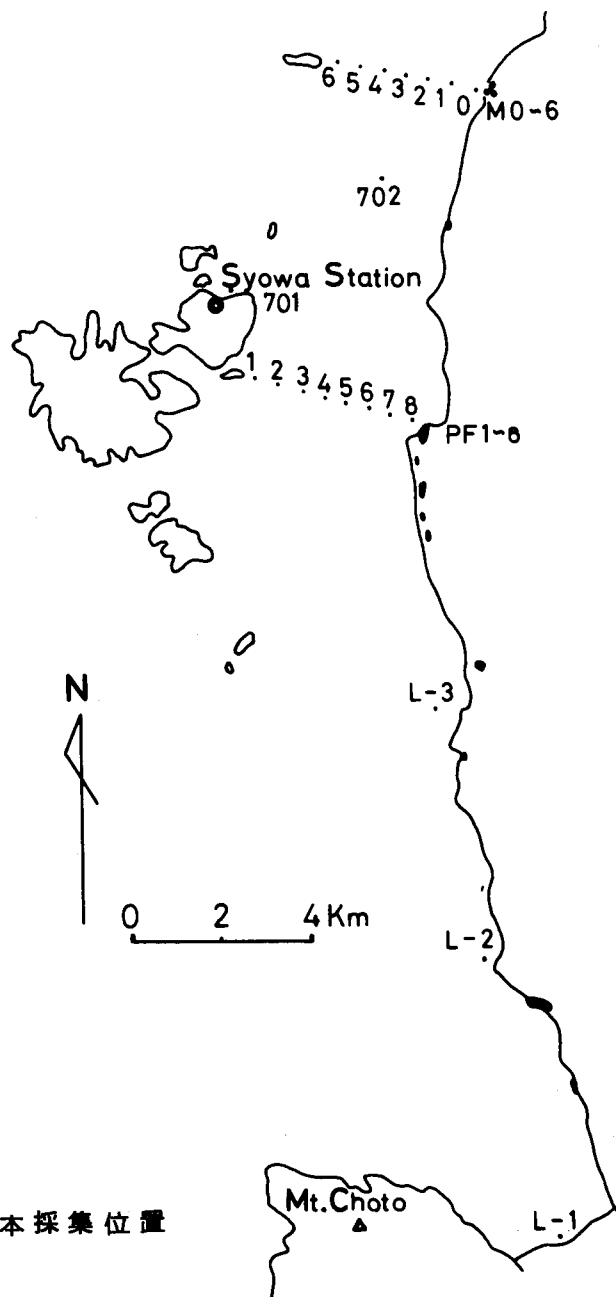 6 5 4 3 2 1 0 M0~6
702
Syowa Station
701
1 2 3 4 5 6 7 8
PF1~8
L-3
N
0 2 4 Km
L-2
Mt.Choto
本採集位置
L-1